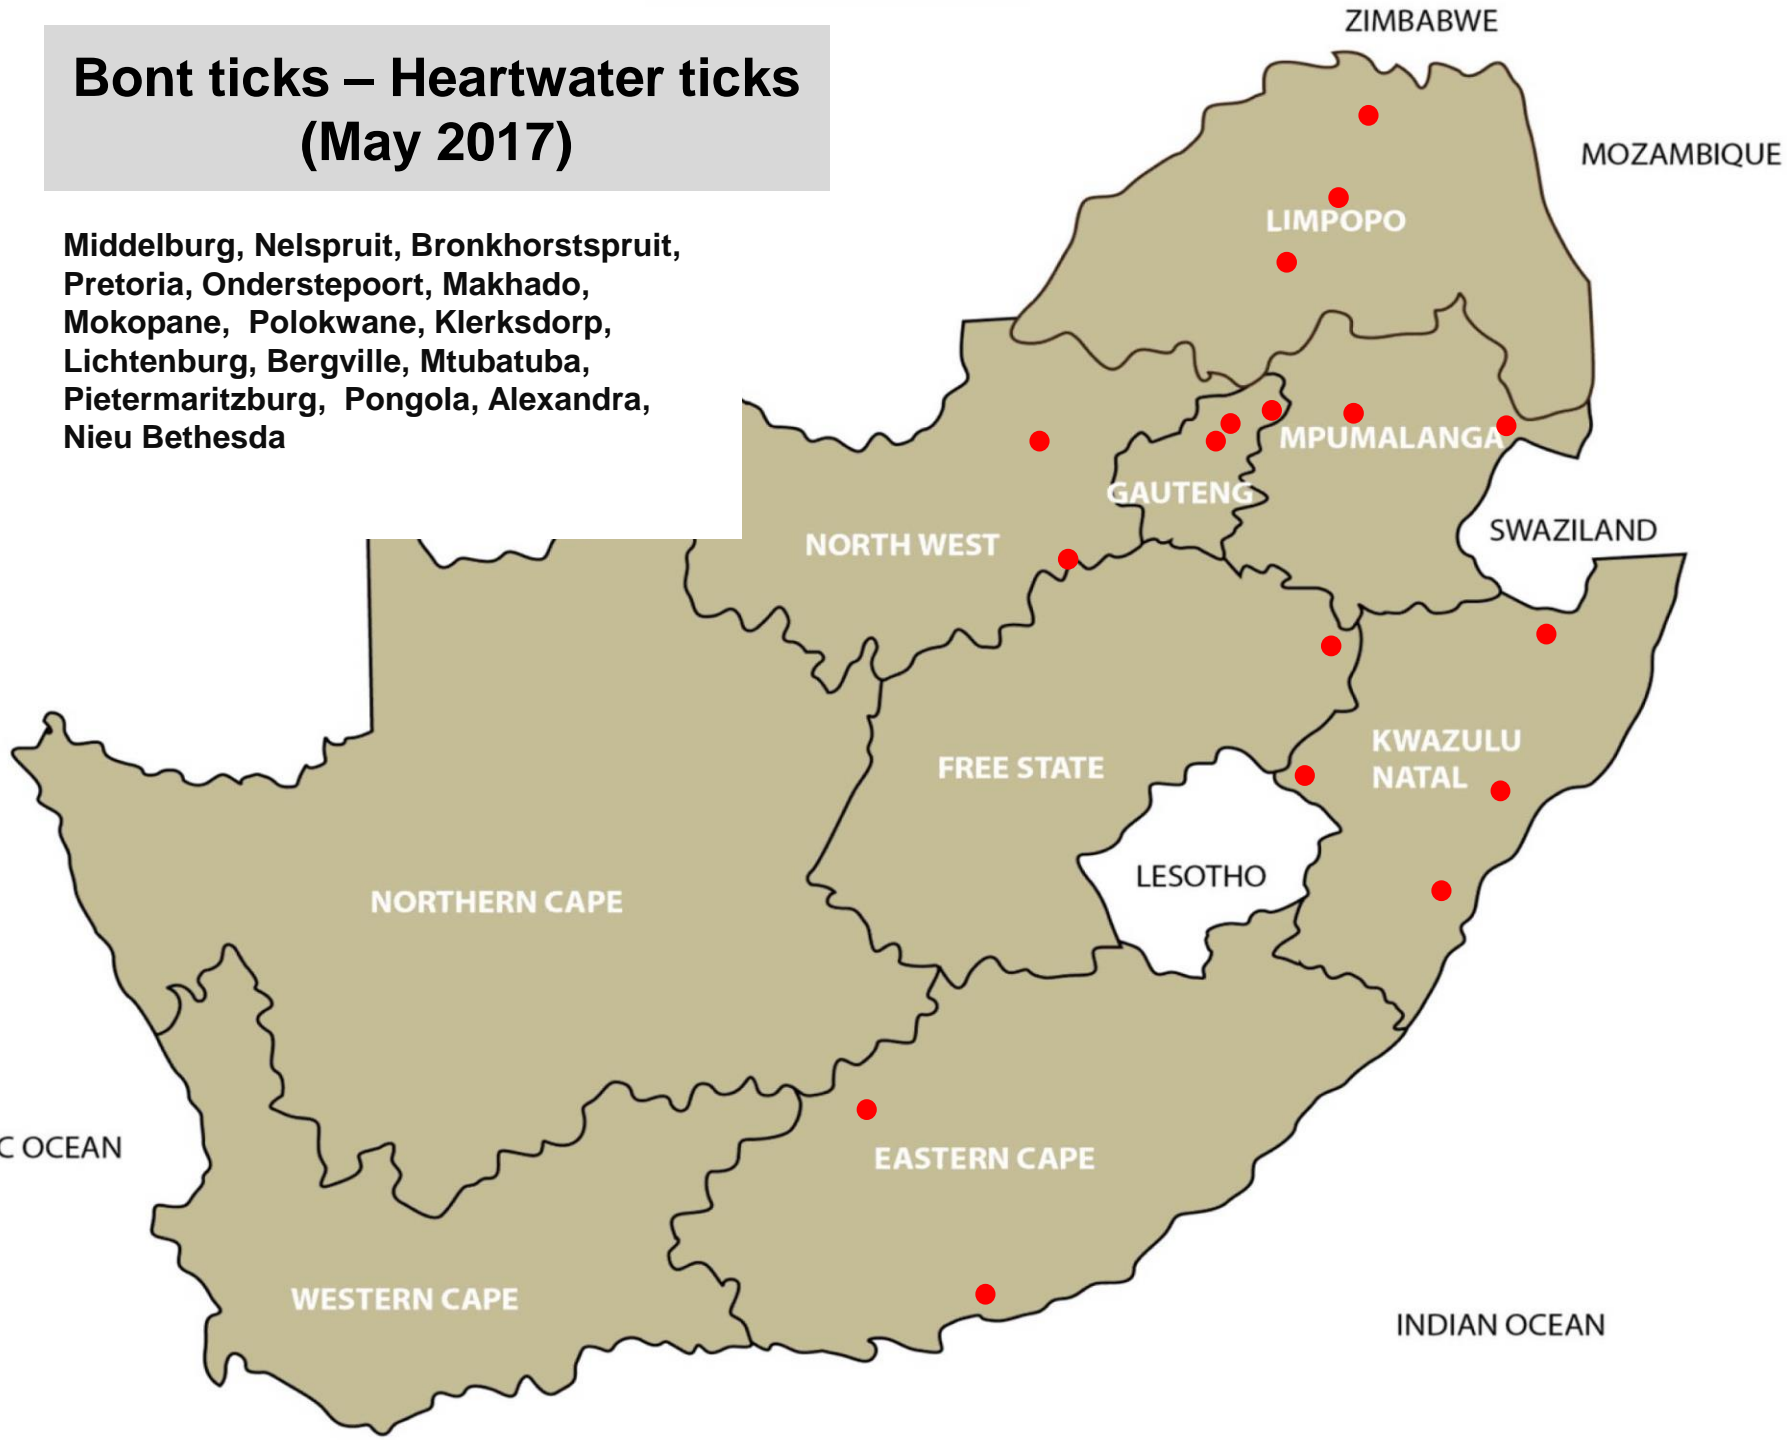 Bont ticks – Heartwater ticks
(May 2017)
Middelburg, Nelspruit, Bronkhorstspruit,
Pretoria, Onderstepoort, Makhado,
Mokopane, Polokwane, Klerksdorp,
Lichtenburg, Bergville, Mtubatuba,
Pietermaritzburg, Pongola, Alexandra,
Nieu Bethesda
ZIMBABWE
MOZAMBIQUE
LIMPOPO
MPUMALANGA
GAUTENG
SWAZILAND
NORTH WEST
KWAZULU
NATAL
FREE STATE
LESOTHO
NORTHERN CAPE
C OCEAN
EASTERN CAPE
WESTERN CAPE
INDIAN OCEAN